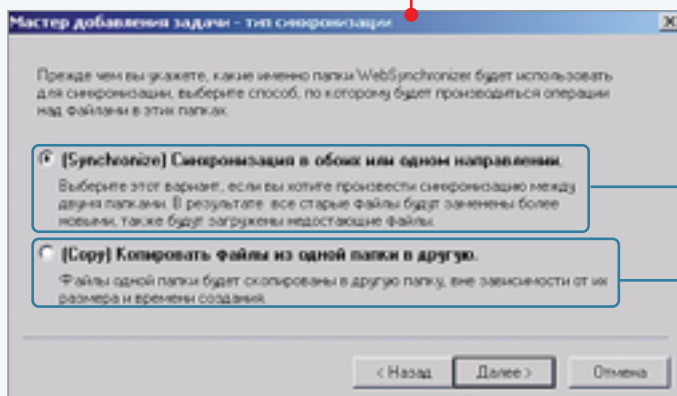 Мастер добавления задачи - тип синхронизации
Прежде чем вы укажете, какие именно папки WebSynchronizer будет использовать
для синхронизации, выберите способ, по которому будет производиться операции
над файлами в этих папках.
(Synchronize) Синхронизация в обоих или одном направлении.
Выберите этот вариант, если вы хотите произвести синхронизацию между
двумя папками. В результате все старые файлы будут заменены более
новыми, также будут загружены недостающие файлы.
(Copy) Копировать файлы из одной папки в другую.
Файлы одной папки будет скопированы в другую папку, вне зависимости от их
размера и времени создания.
< Назад
Далее >
Отмена